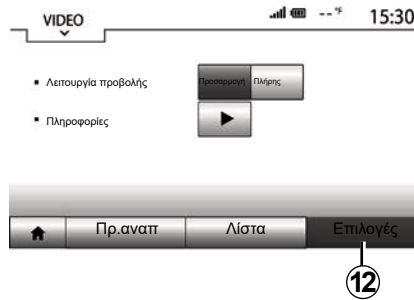 VIDEO
--°F 15:30
▪ Λειτουργία προβολής
Προσαρμογή Πλήρης
▪ Πληροφορίες
Πρ.αναπ Λίστα Επιλογές
12